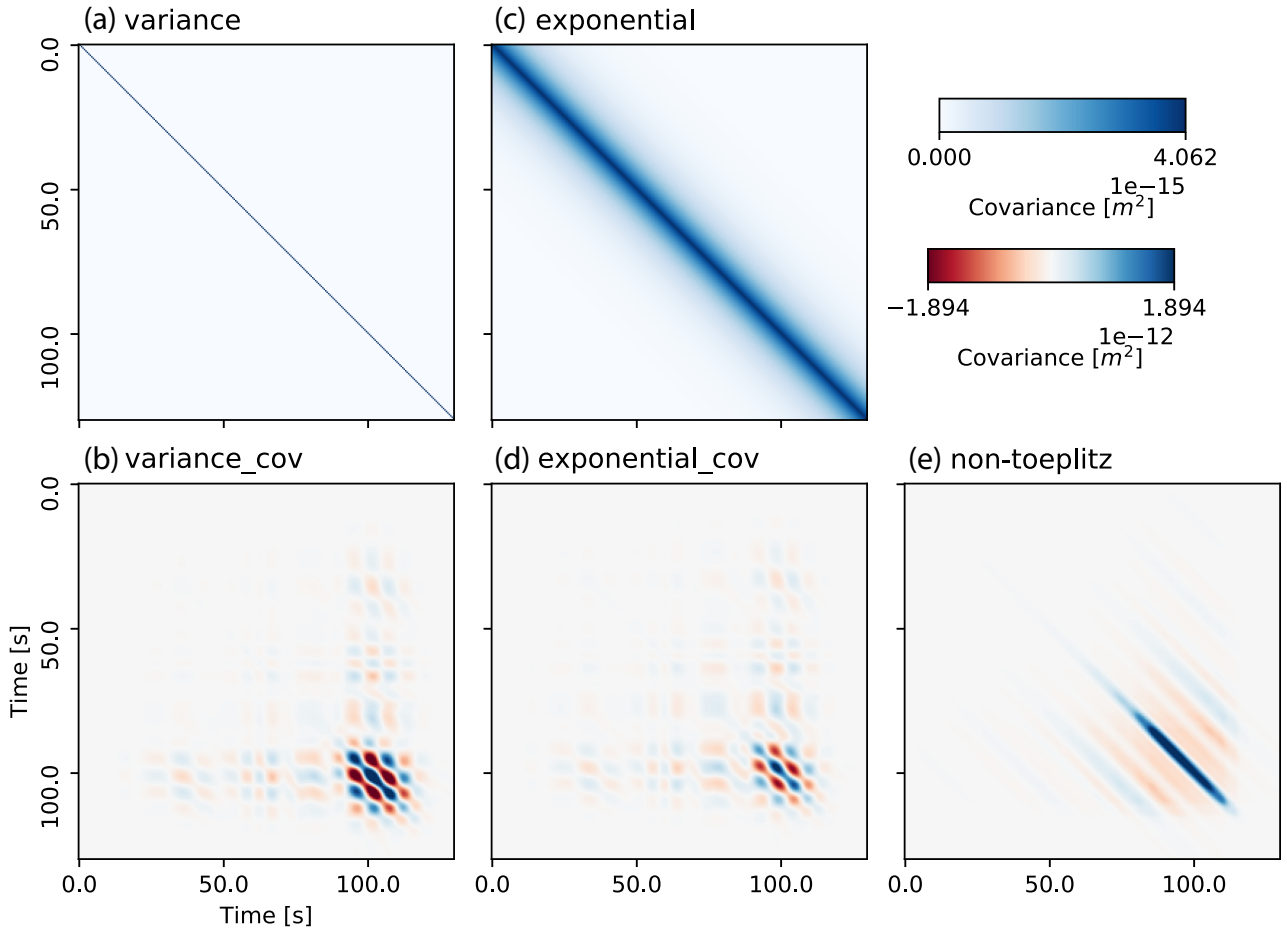 (a) variance
(c) exponential
0.0
50.0
100.0
0.000
4.062
1e−15
Covariance [m²]
−1.894
1.894
1e−12
Covariance [m²]
(b) variance_cov
(d) exponential_cov
(e) non-toeplitz
0.0
50.0
100.0
Time [s]
0.0
50.0
100.0
0.0
50.0
100.0
0.0
50.0
100.0
Time [s]